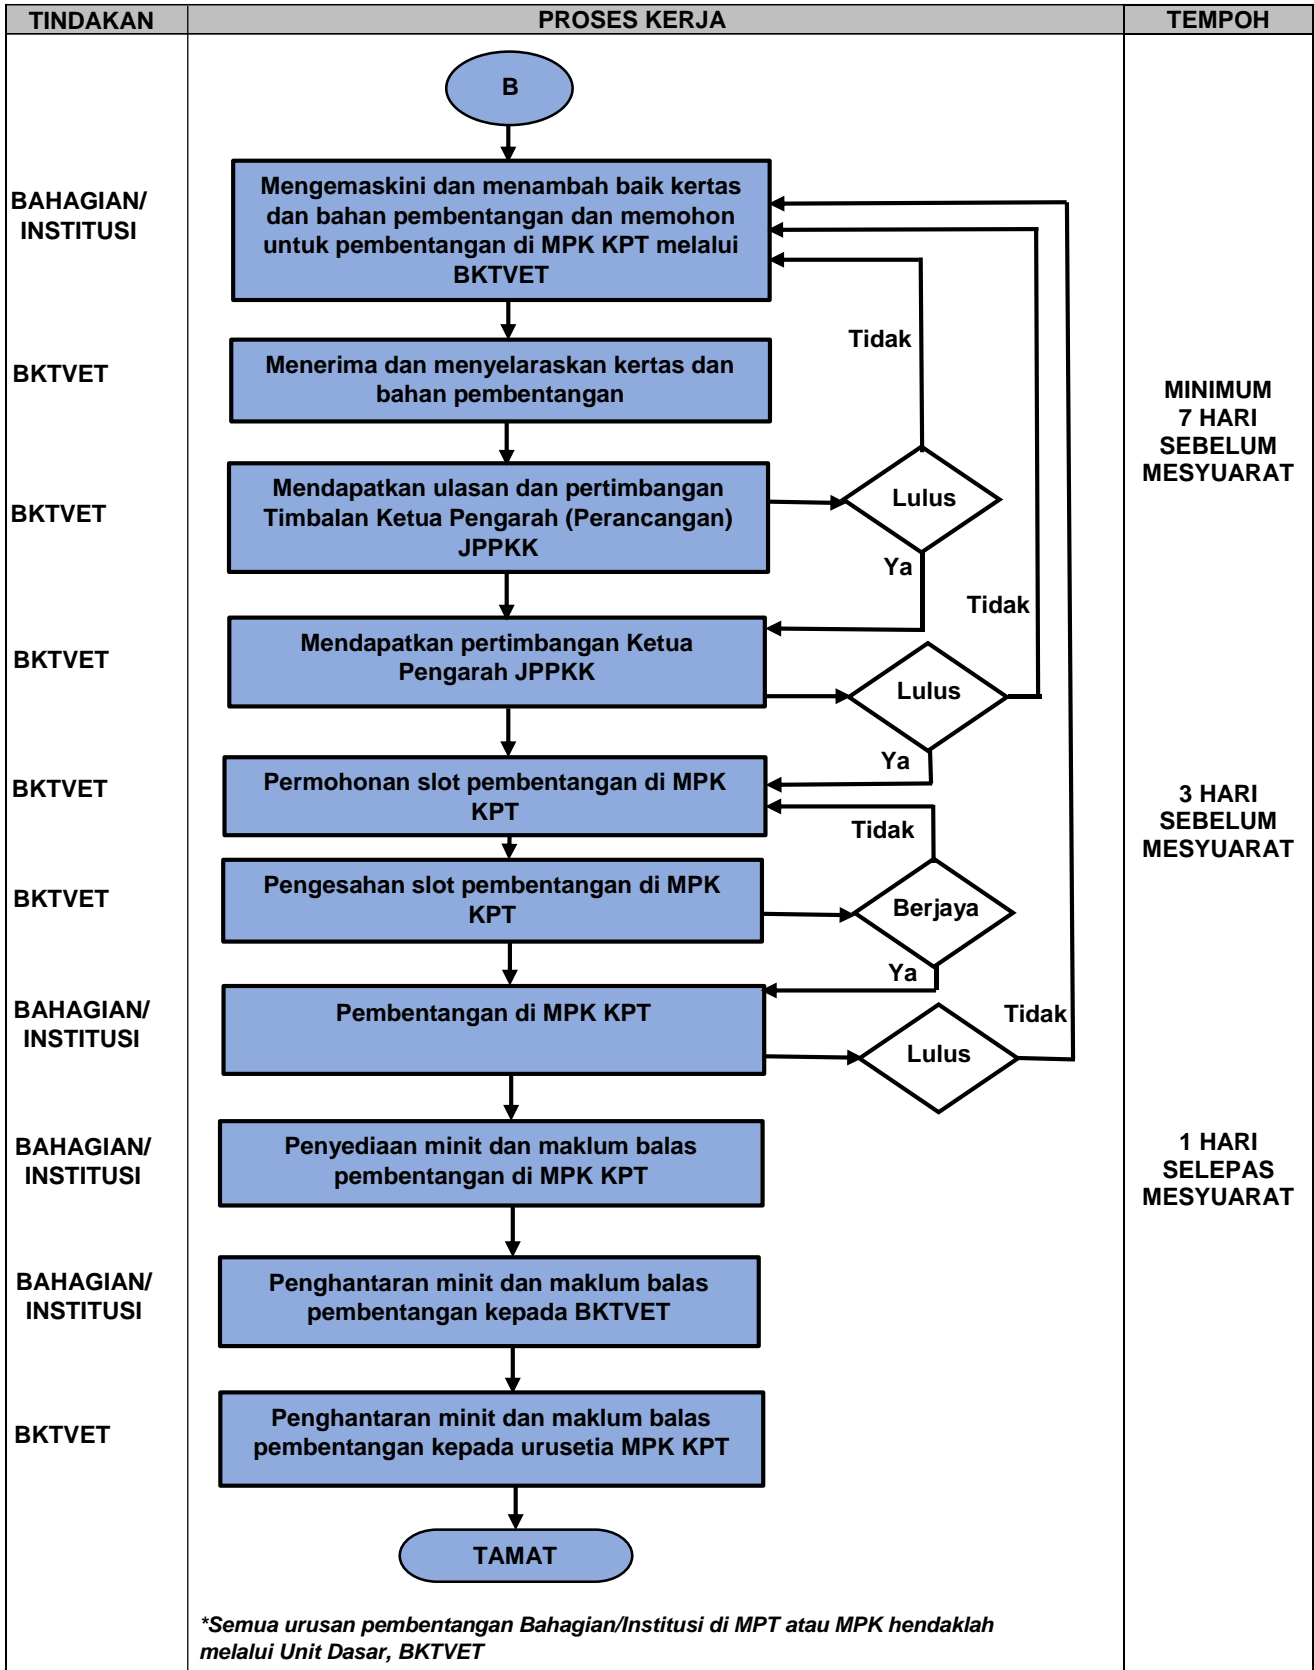 TINDAKAN
PROSES KERJA
TEMPOH
B
BAHAGIAN/
INSTITUSI
Mengemaskini dan menambah baik kertas
dan bahan pembentangan dan memohon
untuk pembentangan di MPK KPT melalui
BKTVET
BKTVET
Menerima dan menyelaraskan kertas dan
bahan pembentangan
Tidak
MINIMUM
7 HARI
SEBELUM
MESYUARAT
BKTVET
Mendapatkan ulasan dan pertimbangan
Timbalan Ketua Pengarah (Perancangan)
JPPKK
Lulus
Ya
Tidak
BKTVET
Mendapatkan pertimbangan Ketua
Pengarah JPPKK
Lulus
Ya
BKTVET
Permohonan slot pembentangan di MPK
KPT
Tidak
3 HARI
SEBELUM
MESYUARAT
BKTVET
Pengesahan slot pembentangan di MPK
KPT
Berjaya
Ya
BAHAGIAN/
INSTITUSI
Pembentangan di MPK KPT
Lulus
Tidak
BAHAGIAN/
INSTITUSI
Penyediaan minit dan maklum balas
pembentangan di MPK KPT
1 HARI
SELEPAS
MESYUARAT
BAHAGIAN/
INSTITUSI
Penghantaran minit dan maklum balas
pembentangan kepada BKTVET
BKTVET
Penghantaran minit dan maklum balas
pembentangan kepada urusetia MPK KPT
TAMAT
*Semua urusan pembentangan Bahagian/Institusi di MPT atau MPK hendaklah
melalui Unit Dasar, BKTVET